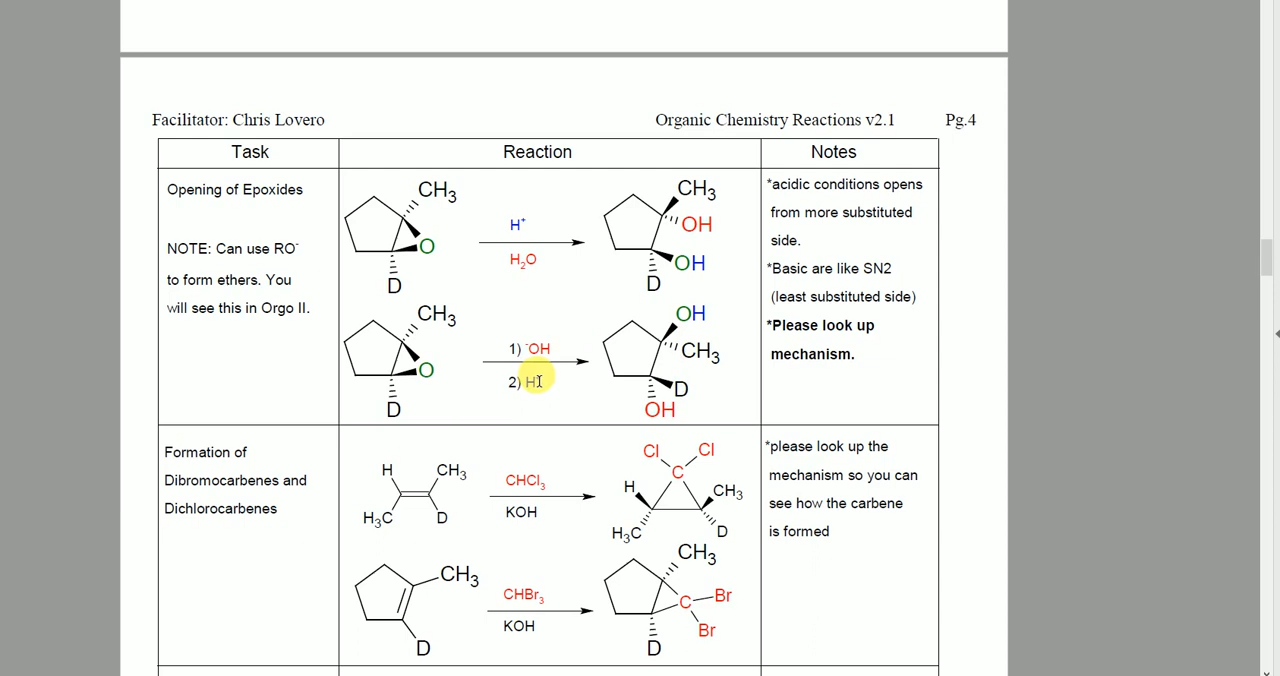 Facilitator: Chris Lovero Organic Chemistry Reactions v2.1 Pg.4
Task Reaction Notes
Opening of Epoxides
NOTE: Can use RO⁻
to form ethers. You
will see this in Orgo II.
CH₃
O
D
H⁺
H₂O
CH₃
OH
OH
D
CH₃
O
D
1) ⁻OH
2) H
OH
CH₃
D
OH
*acidic conditions opens
from more substituted
side.
*Basic are like SN2
(least substituted side)
*Please look up
mechanism.
Formation of
Dibromocarbenes and
Dichlorocarbenes
H CH₃
H₃C D
CHCl₃
KOH
Cl Cl
C
H CH₃
H₃C D
CH₃
D
CHBr₃
KOH
CH₃
C Br
Br
D
*please look up the
mechanism so you can
see how the carbene
is formed